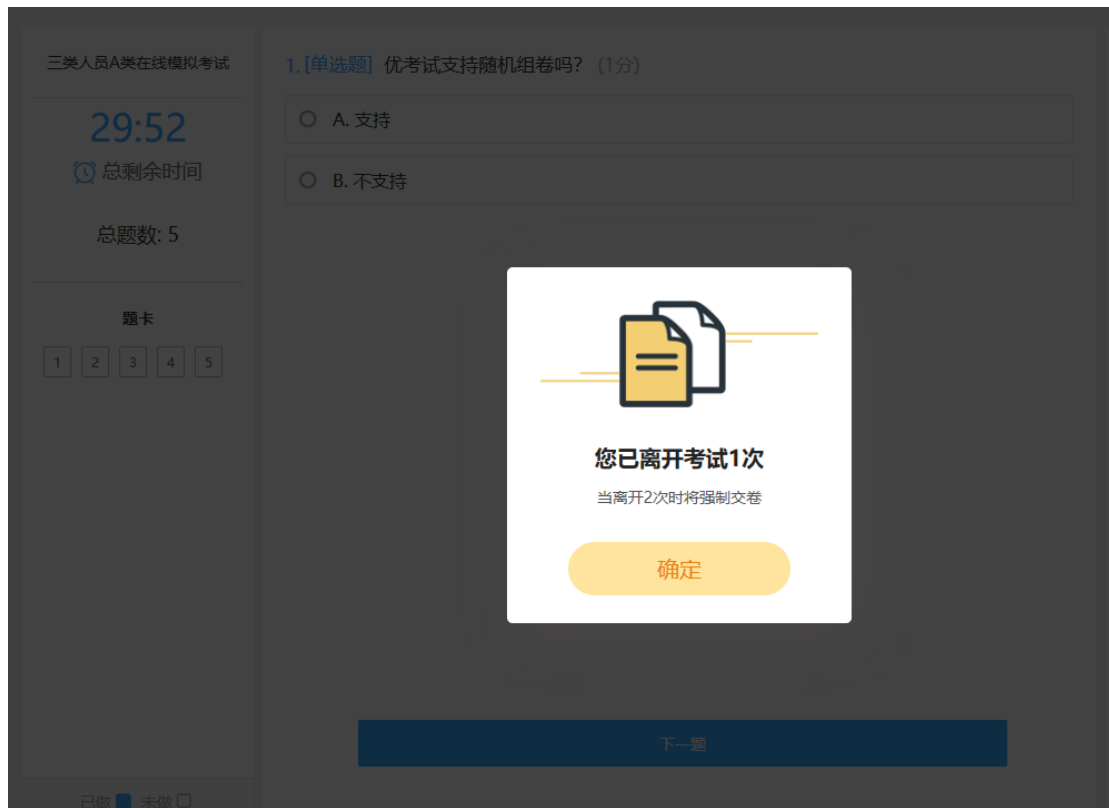 三类人员A类在线模拟考试
29:52
总剩余时间
总题数: 5
题卡
1 2 3 4 5
已做 未做
1. [单选题] 优考试支持随机组卷吗? (1分)
A. 支持
B. 不支持
您已离开考试1次
当离开2次时将强制交卷
确定
下一题